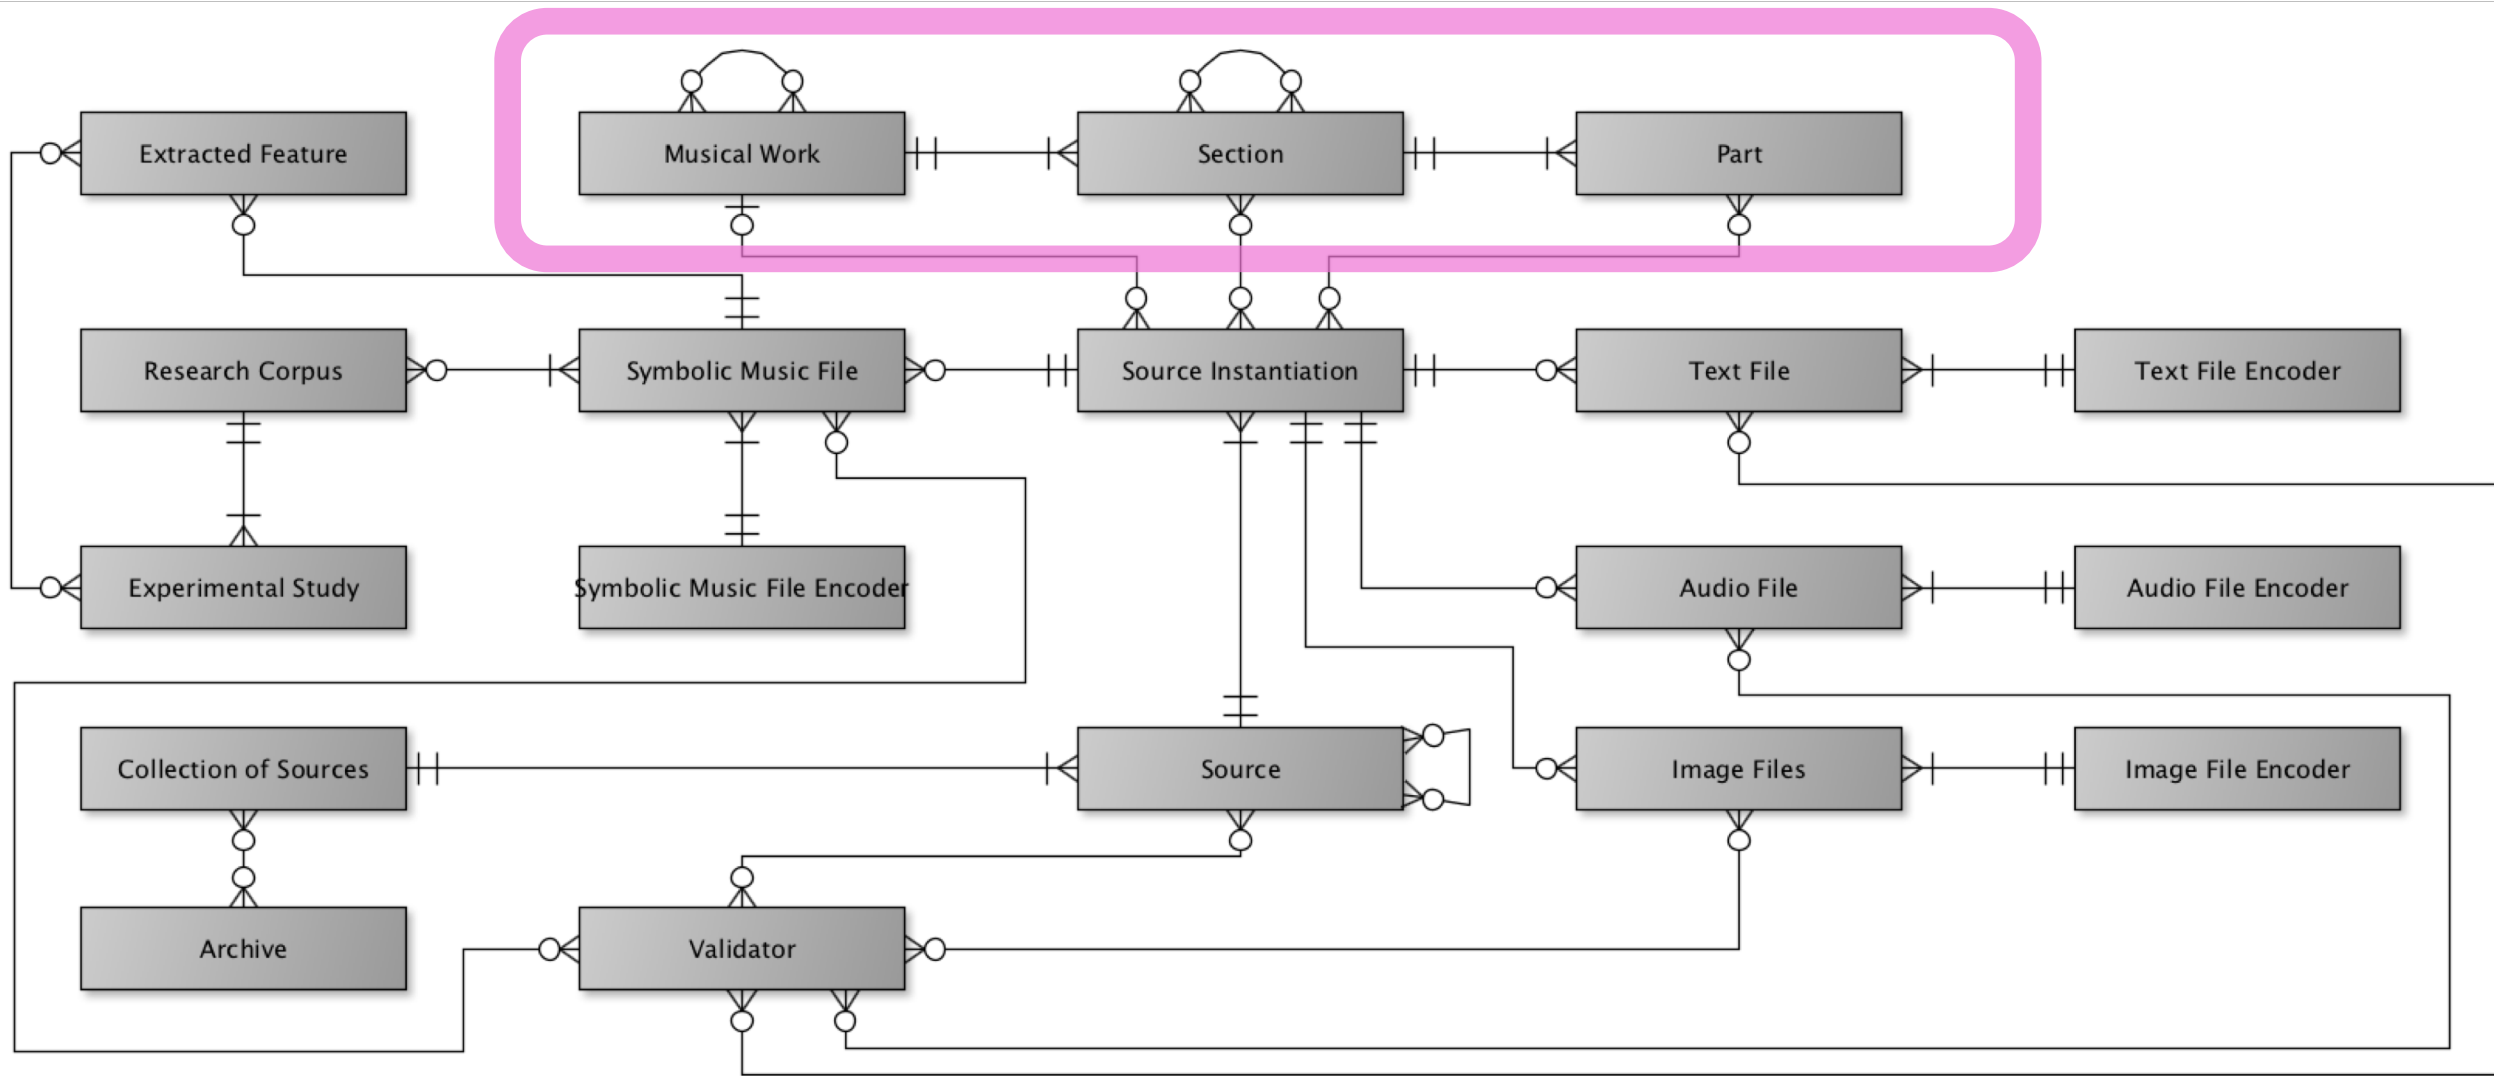 Extracted Feature
Musical Work
Section
Part
Research Corpus
Symbolic Music File
Source Instantiation
Text File
Text File Encoder
Experimental Study
Symbolic Music File Encoder
Audio File
Audio File Encoder
Collection of Sources
Source
Image Files
Image File Encoder
Archive
Validator